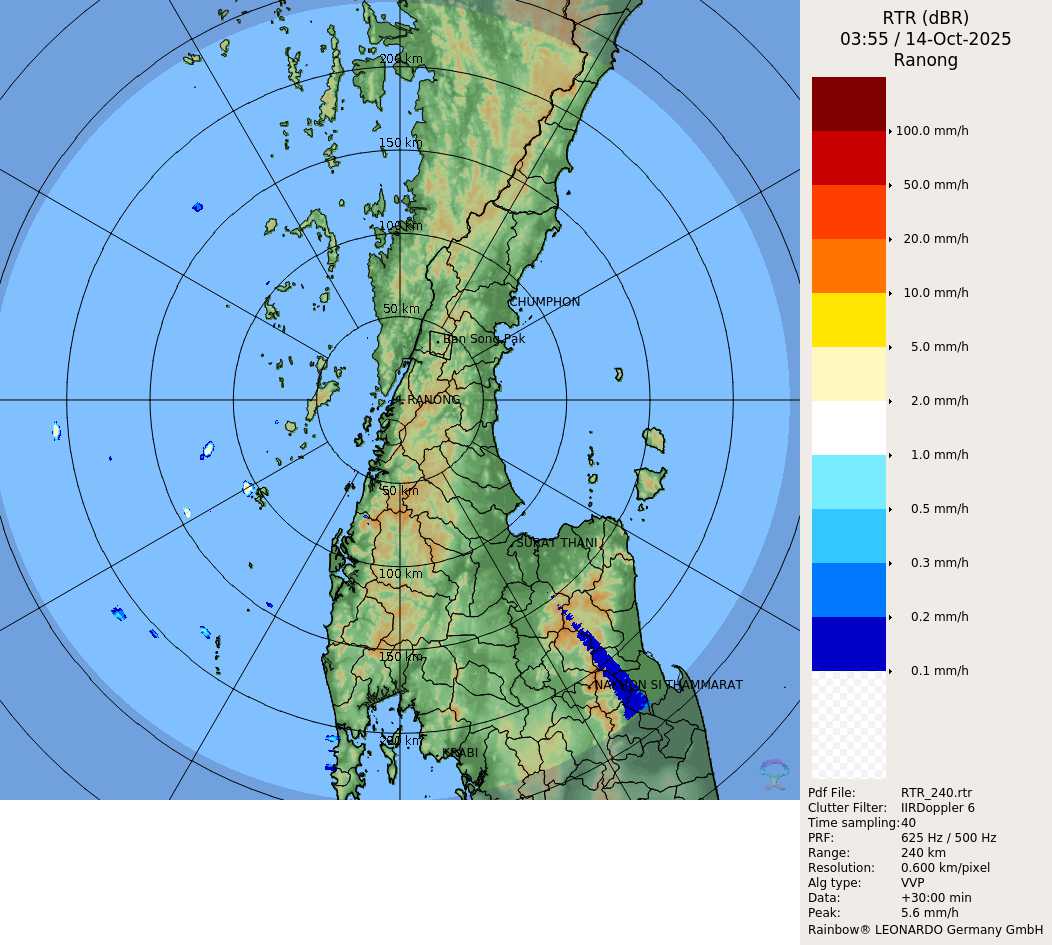 RTR (dBR)
03:55 / 14-Oct-2025
Ranong
200 km
150 km
100 km
50 km
CHUMPHON
Ban Song Pak
RANONG
50 km
SURAT THANI
100 km
150 km
NAKHON SI THAMMARAT
200 km
KRABI
100.0 mm/h
50.0 mm/h
20.0 mm/h
10.0 mm/h
5.0 mm/h
2.0 mm/h
1.0 mm/h
0.5 mm/h
0.3 mm/h
0.2 mm/h
0.1 mm/h
Pdf File: RTR_240.rtr
Clutter Filter: IIRDoppler 6
Time sampling:40
PRF: 625 Hz / 500 Hz
Range: 240 km
Resolution: 0.600 km/pixel
Alg type: VVP
Data: +30:00 min
Peak: 5.6 mm/h
Rainbow® LEONARDO Germany GmbH